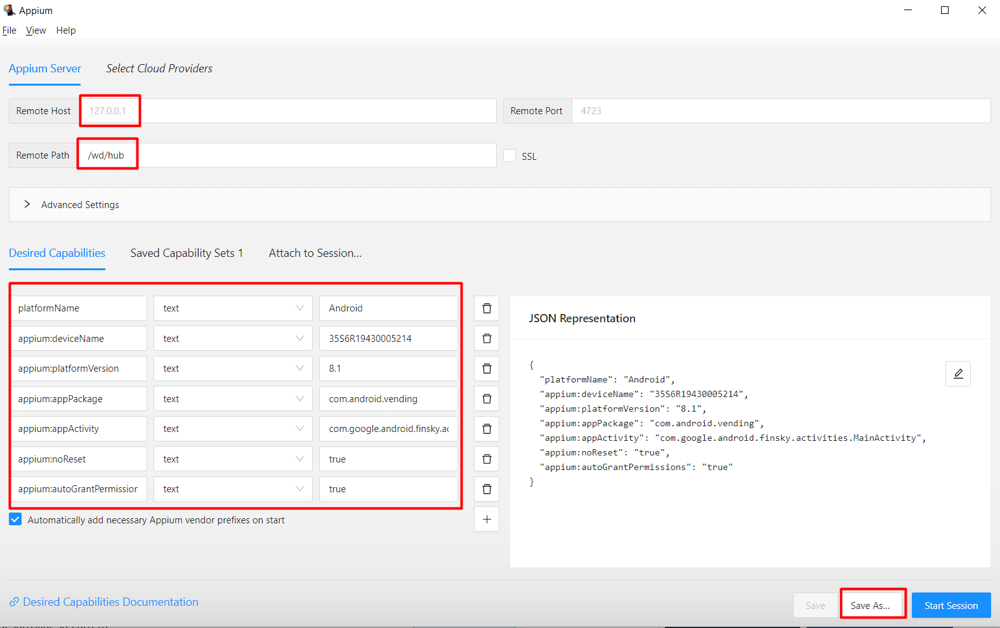 Appium
File View Help
Appium Server Select Cloud Providers
Remote Host 127.0.0.1 Remote Port 4723
Remote Path /wd/hub SSL
Advanced Settings
Desired Capabilities Saved Capability Sets 1 Attach to Session...
platformName text Android
appium:deviceName text 35S6R19430005214
appium:platformVersion text 8.1
appium:appPackage text com.android.vending
appium:appActivity text com.google.android.finsky.ac
appium:noReset text true
appium:autoGrantPermission text true
Automatically add necessary Appium vendor prefixes on start
JSON Representation
{
"platformName": "Android",
"appium:deviceName": "35S6R19430005214",
"appium:platformVersion": "8.1",
"appium:appPackage": "com.android.vending",
"appium:appActivity": "com.google.android.finsky.activities.MainActivity",
"appium:noReset": "true",
"appium:autoGrantPermissions": "true"
}
Desired Capabilities Documentation
Save Save As... Start Session